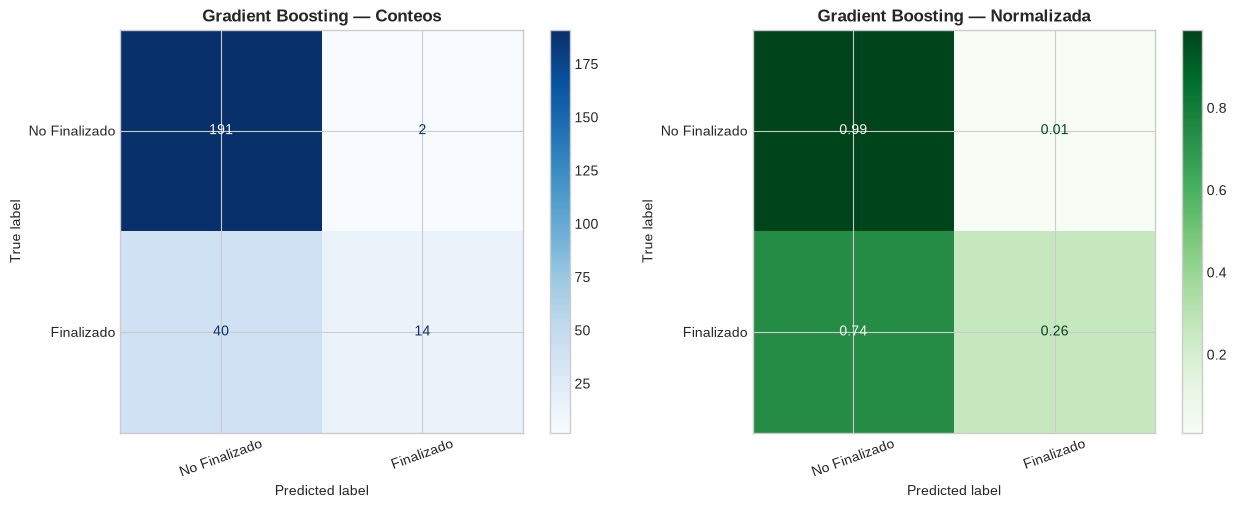 Gradient Boosting — Conteos
True label
No Finalizado
Finalizado
191
2
40
14
No Finalizado
Finalizado
Predicted label
175
150
125
100
75
50
25
Gradient Boosting — Normalizada
True label
No Finalizado
Finalizado
0.99
0.01
0.74
0.26
No Finalizado
Finalizado
Predicted label
0.8
0.6
0.4
0.2